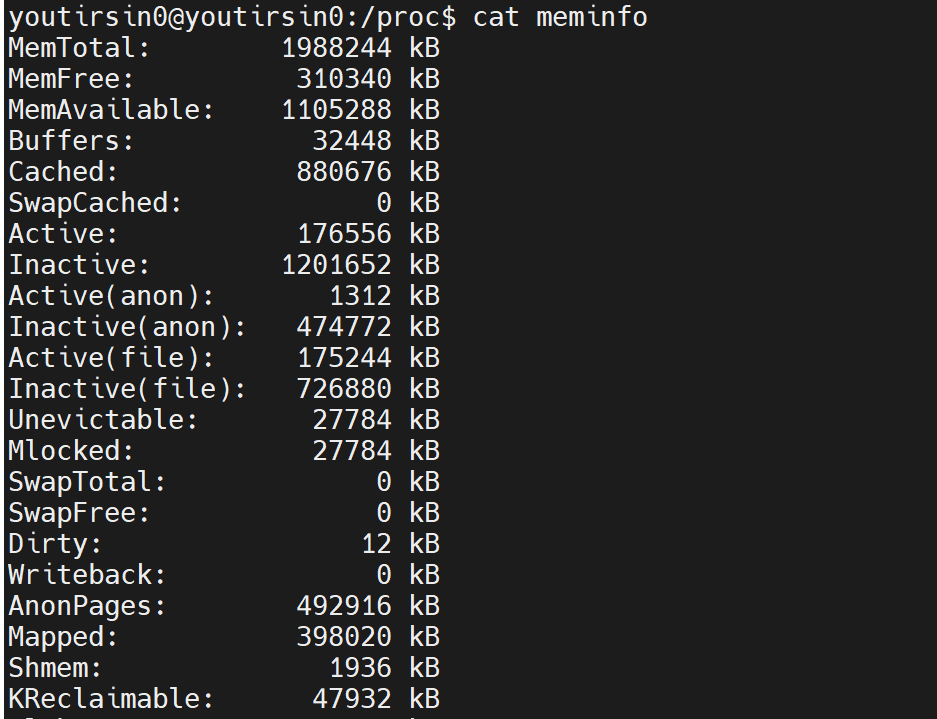 youtirsin0@youtirsin0:/proc$ cat meminfo
MemTotal:        1988244 kB
MemFree:          310340 kB
MemAvailable:    1105288 kB
Buffers:           32448 kB
Cached:           880676 kB
SwapCached:            0 kB
Active:           176556 kB
Inactive:        1201652 kB
Active(anon):       1312 kB
Inactive(anon):   474772 kB
Active(file):     175244 kB
Inactive(file):   726880 kB
Unevictable:       27784 kB
Mlocked:           27784 kB
SwapTotal:             0 kB
SwapFree:              0 kB
Dirty:                12 kB
Writeback:             0 kB
AnonPages:        492916 kB
Mapped:           398020 kB
Shmem:              1936 kB
KReclaimable:      47932 kB